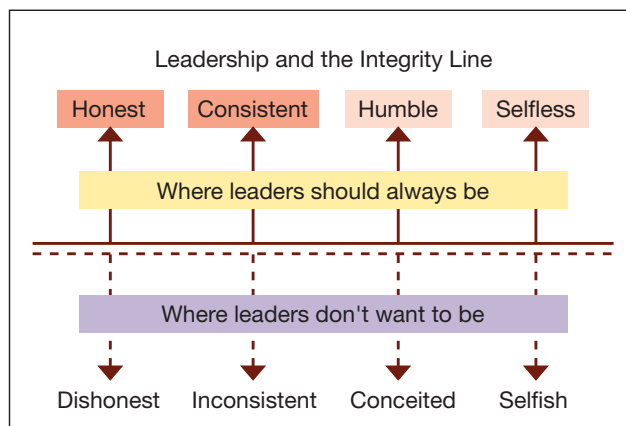 Leadership and the Integrity Line
Honest Consistent Humble Selfless
Where leaders should always be
Where leaders don't want to be
Dishonest Inconsistent Conceited Selfish